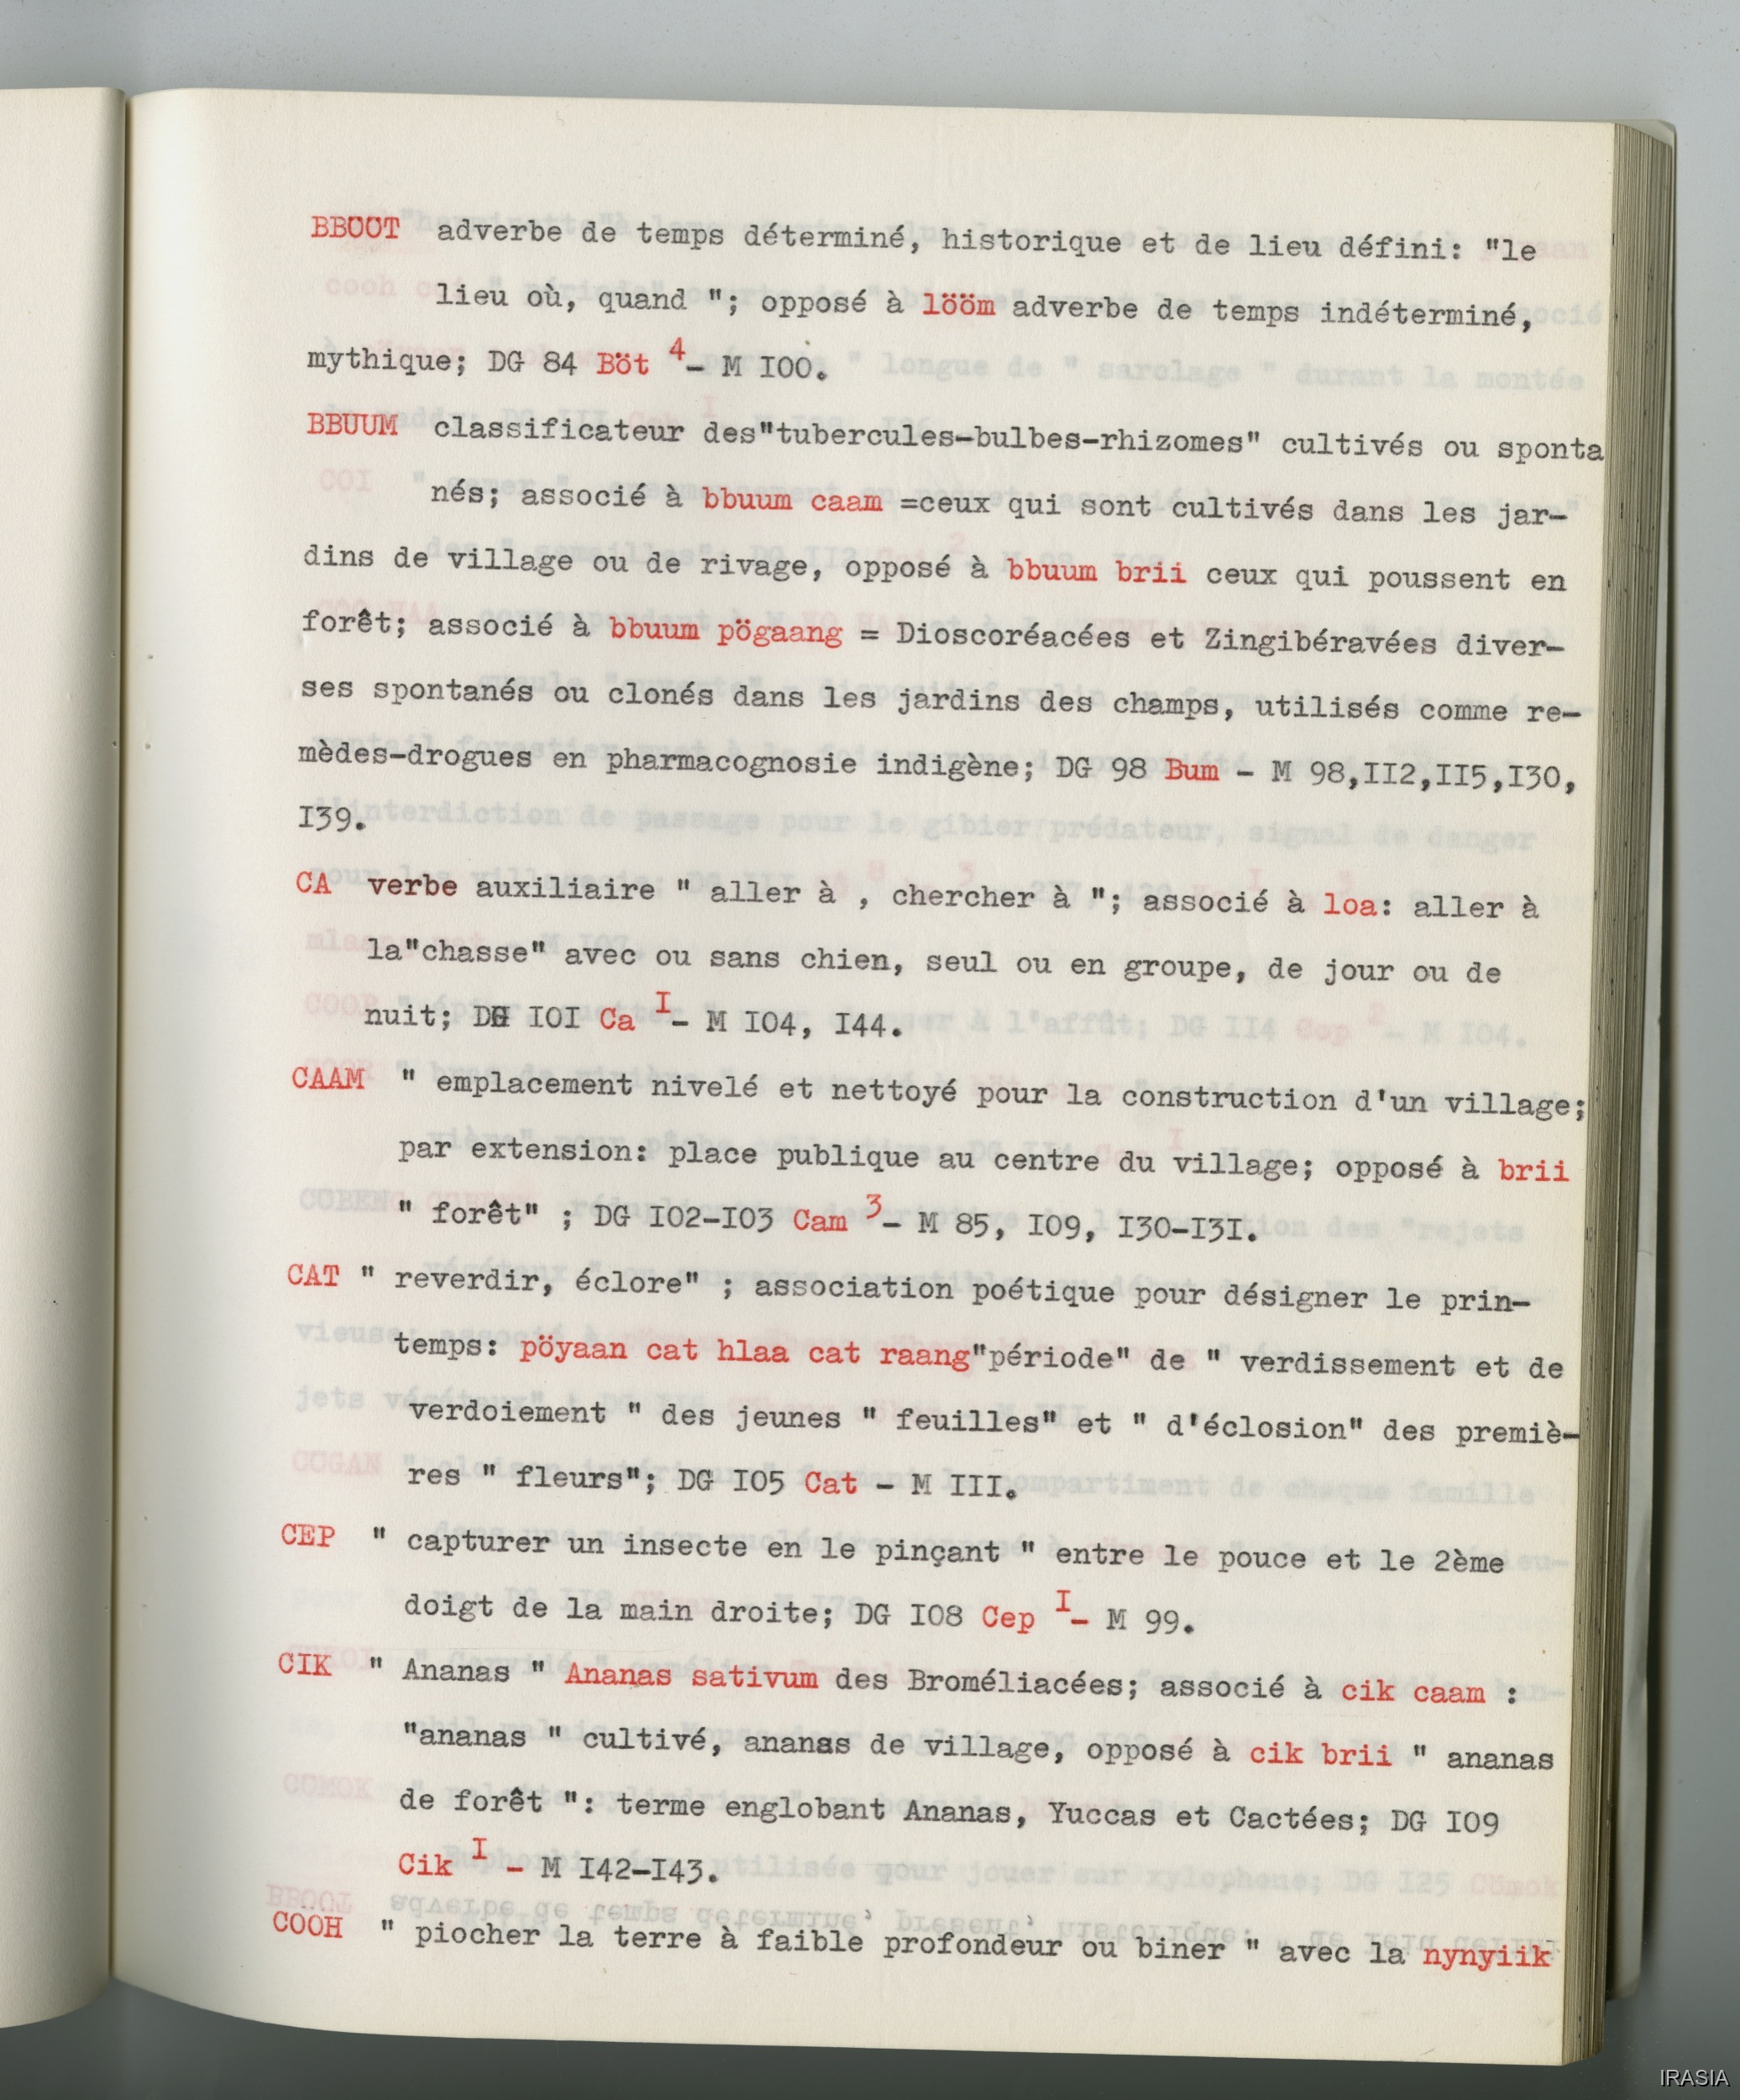 BBÖÖT adverbe de temps déterminé, historique et de lieu défini: "le
lieu où, quand "; opposé à lööm adverbe de temps indéterminé,
mythique; DG 84 Böt 4- M I00.
BBUUM classificateur des"tubercules-bulbes-rhizomes" cultivés ou sponta
nés; associé à bbuum caam =ceux qui sont cultivés dans les jar-
dins de village ou de rivage, opposé à bbuum brii ceux qui poussent en
forêt; associé à bbuum pögaang = Dioscoréacées et Zingibéravées diver-
ses spontanés ou clonés dans les jardins des champs, utilisés comme re-
mèdes-drogues en pharmacognosie indigène; DG 98 Bum - M 98,II2,II5,I30,
I39.
CA verbe auxiliaire " aller à , chercher à "; associé à loa: aller à
la"chasse" avec ou sans chien, seul ou en groupe, de jour ou de
nuit; DG I0I Ca I- M I04, I44.
CAAM " emplacement nivelé et nettoyé pour la construction d'un village;
par extension: place publique au centre du village; opposé à brii
" forêt" ; DG I02-I03 Cam 3- M 85, I09, I30-I3I.
CAT " reverdir, éclore" ; association poétique pour désigner le prin-
temps: pöyaan cat hlaa cat raang"période" de " verdissement et de
verdoiement " des jeunes " feuilles" et " d'éclosion" des premiè-
res " fleurs"; DG I05 Cat - M III.
CEP " capturer un insecte en le pinçant " entre le pouce et le 2ème
doigt de la main droite; DG I08 Cep I- M 99.
CIK " Ananas " Ananas sativum des Broméliacées; associé à cik caam :
"ananas " cultivé, ananas de village, opposé à cik brii " ananas
de forêt ": terme englobant Ananas, Yuccas et Cactées; DG I09
Cik I - M I42-I43.
COOH " piocher la terre à faible profondeur ou biner " avec la nynyiik
IRASIA